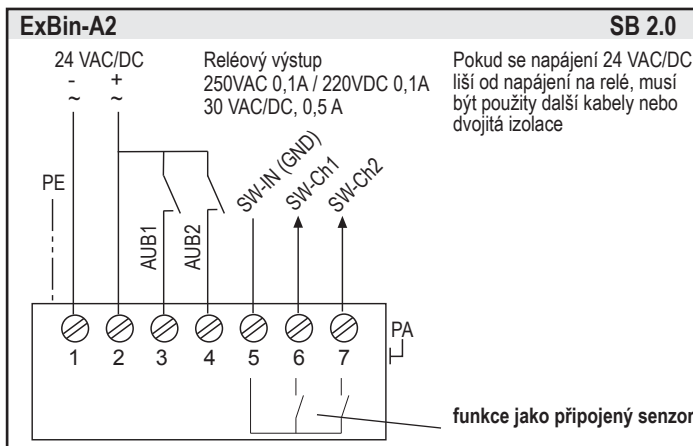 ExBin-A2 SB 2.0
24 VAC/DC
- +
~ ~
Reléový výstup
250VAC 0,1A / 220VDC 0,1A
30 VAC/DC, 0,5 A
Pokud se napájení 24 VAC/DC
liší od napájení na relé, musí
být použity další kabely nebo
dvojitá izolace
PE
AUB1
AUB2
SW-IN (GND)
SW-Ch1
SW-Ch2
PA
1 2 3 4 5 6 7
funkce jako připojený senzor